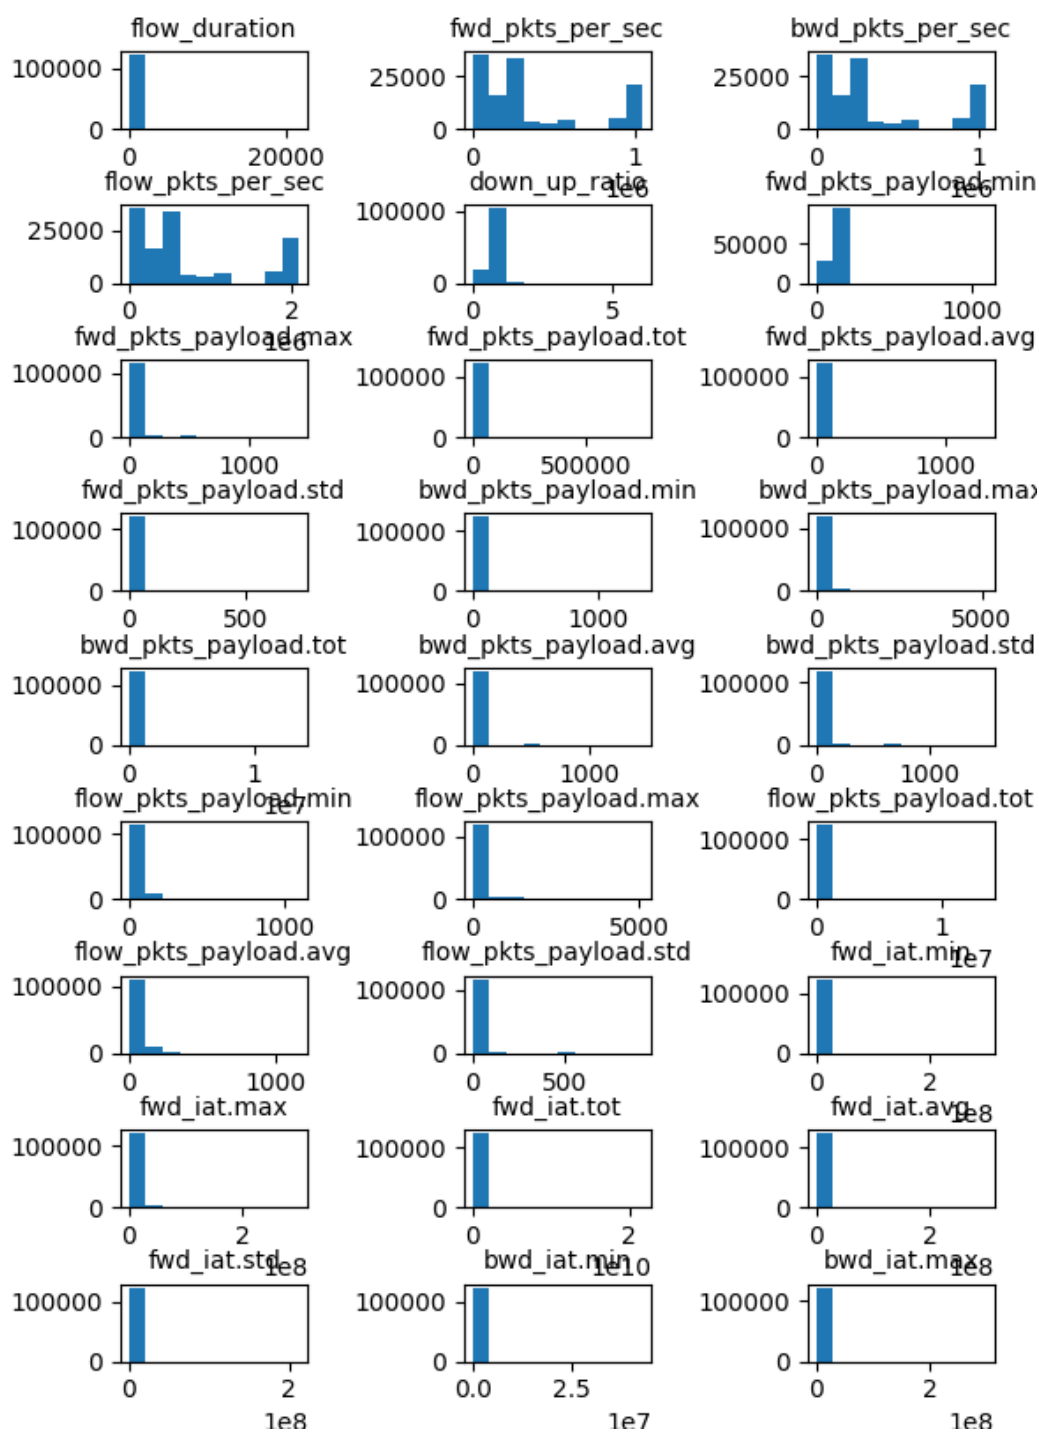 flow_duration fwd_pkts_per_sec bwd_pkts_per_sec
100000 25000 25000
0 0 0
0 20000 0 1 0 1
1e6 1e6
flow_pkts_per_sec down_up_ratio fwd_pkts_payload.min
25000 100000 50000
0 0 0
0 2 0 5 0 1000
1e6
fwd_pkts_payload.max fwd_pkts_payload.tot fwd_pkts_payload.avg
100000 100000 100000
0 0 0
0 1000 0 500000 0 1000
fwd_pkts_payload.std bwd_pkts_payload.min bwd_pkts_payload.max
100000 100000 100000
0 0 0
0 500 0 1000 0 5000
bwd_pkts_payload.tot bwd_pkts_payload.avg bwd_pkts_payload.std
100000 100000 100000
0 0 0
0 1 0 1000 0 1000
1e7
flow_pkts_payload.min flow_pkts_payload.max flow_pkts_payload.tot
100000 100000 100000
0 0 0
0 1000 0 5000 0 1
1e7
flow_pkts_payload.avg flow_pkts_payload.std fwd_iat.min
100000 100000 100000
0 0 0
0 1000 0 500 0 2
1e8
fwd_iat.max fwd_iat.tot fwd_iat.avg
100000 100000 100000
0 0 0
0 2 0 2 0 2
1e8 1e10 1e8
fwd_iat.std bwd_iat.min bwd_iat.max
100000 100000 100000
0 0 0
0 2 0.0 2.5 0 2
1e8 1e7 1e8